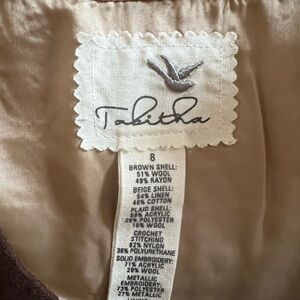 Tabitha
8
BROWN SHELL:
51% WOOL
49% RAYON
BEIGE SHELL:
54% LINEN
46% COTTON
PLAID SHELL:
56% ACRYLIC
29% POLYESTER
15% WOOL
CROCHET
STITCHING
62% NYLON
38% POLYURETHANE
SOLID EMBROIDERY:
71% ACRYLIC
29% WOOL
METALLIC
EMBROIDERY:
73% POLYESTER
27% METALLIC